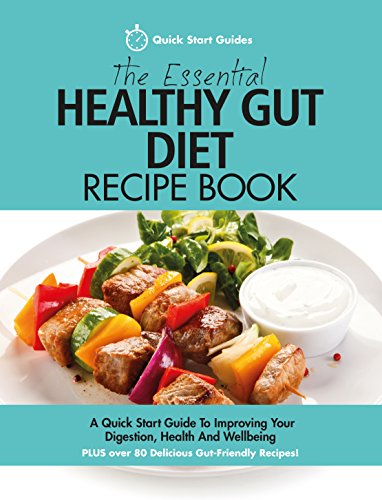 Quick Start Guides
The Essential
HEALTHY GUT
DIET
RECIPE BOOK
A Quick Start Guide To Improving Your
Digestion, Health And Wellbeing
PLUS over 80 Delicious Gut-Friendly Recipes!